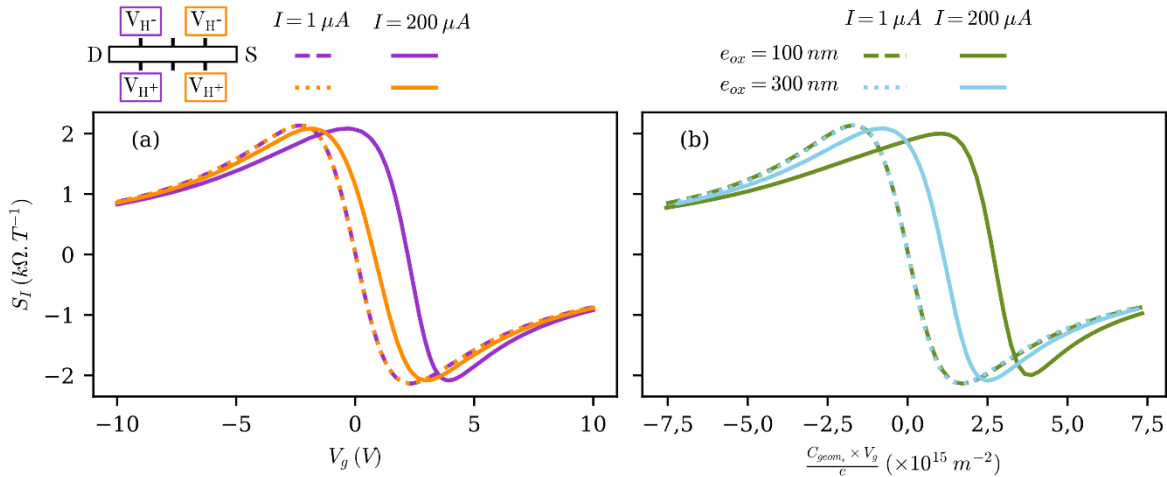 V_H- V_H- I = 1 μA I = 200 μA I = 1 μA I = 200 μA
D S e_ox = 100 nm
V_H+ V_H+ e_ox = 300 nm
(a) (b)
2
1
0
−1
−2
S_I (kΩ.T⁻¹)
−10 −5 0 5 10
V_g (V)
−7,5 −5,0 −2,5 0,0 2,5 5,0 7,5
C_geom_s × V_g / e (×10¹⁵ m⁻²)